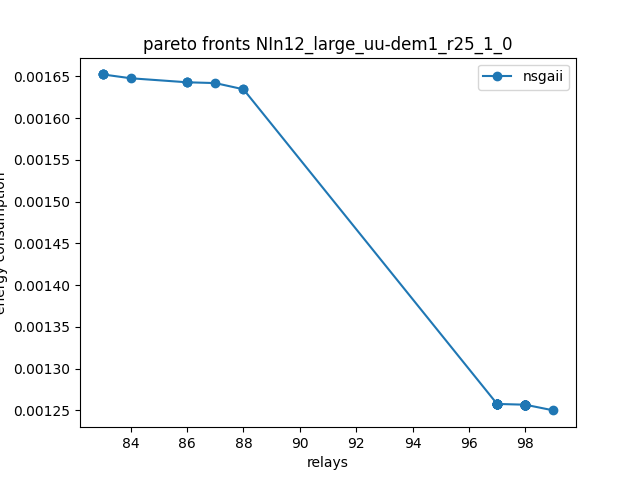 pareto fronts NIn12_large_uu-dem1_r25_1_0
nsgaii
0.00165
0.00160
0.00155
0.00150
0.00145
0.00140
0.00135
0.00130
0.00125
energy consumption
84 86 88 90 92 94 96 98
relays